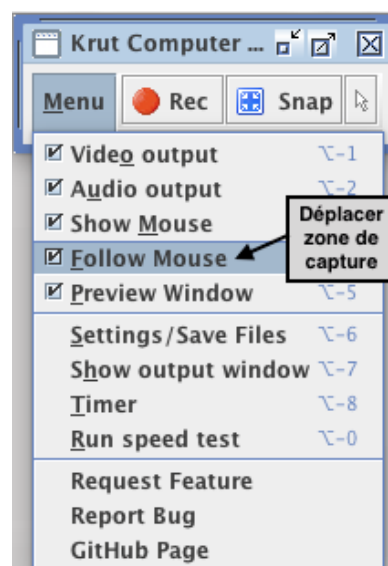 Krut Computer ...
Menu Rec Snap
Video output ⌥-1
Audio output ⌥-2
Show Mouse
Follow Mouse
Déplacer
zone de
capture
Preview Window ⌥-5
Settings/Save Files ⌥-6
Show output window ⌥-7
Timer ⌥-8
Run speed test ⌥-0
Request Feature
Report Bug
GitHub Page